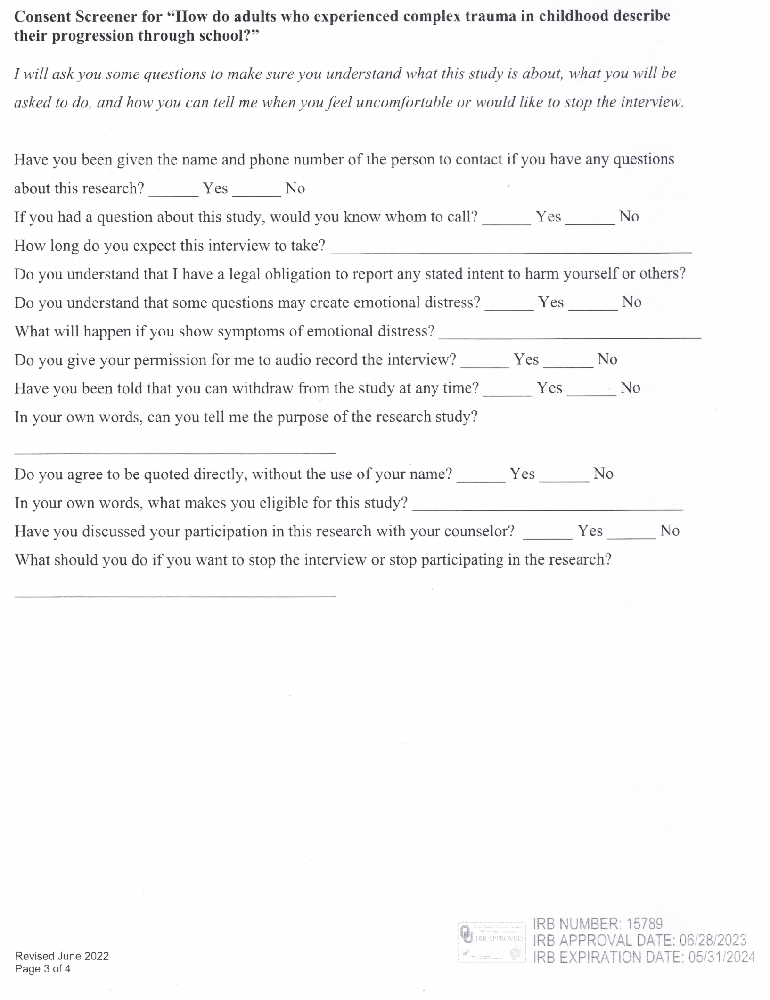 Consent Screener for “How do adults who experienced complex trauma in childhood describe
their progression through school?”
I will ask you some questions to make sure you understand what this study is about, what you will be
asked to do, and how you can tell me when you feel uncomfortable or would like to stop the interview.
Have you been given the name and phone number of the person to contact if you have any questions
about this research? ______ Yes ______ No
If you had a question about this study, would you know whom to call? ______ Yes ______ No
How long do you expect this interview to take? ______
Do you understand that I have a legal obligation to report any stated intent to harm yourself or others?
Do you understand that some questions may create emotional distress? ______ Yes ______ No
What will happen if you show symptoms of emotional distress? ______
Do you give your permission for me to audio record the interview? ______ Yes ______ No
Have you been told that you can withdraw from the study at any time? ______ Yes ______ No
In your own words, can you tell me the purpose of the research study?
Do you agree to be quoted directly, without the use of your name? ______ Yes ______ No
In your own words, what makes you eligible for this study? ______
Have you discussed your participation in this research with your counselor? ______ Yes ______ No
What should you do if you want to stop the interview or stop participating in the research?
IRB APPROVED
IRB NUMBER: 15789
IRB APPROVAL DATE: 06/28/2023
IRB EXPIRATION DATE: 05/31/2024
Revised June 2022
Page 3 of 4